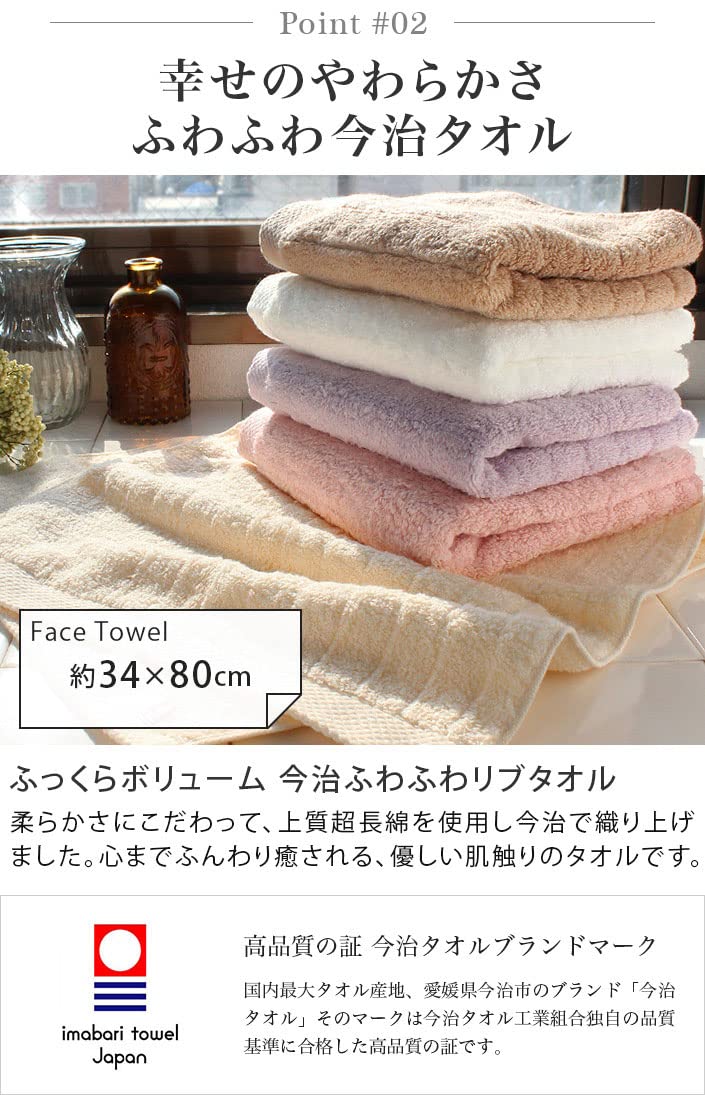 Point #02
幸せのやわらかさ
ふわふわ今治タオル
Face Towel
約34×80cm
ふっくらボリューム 今治ふわふわリブタオル
柔らかさにこだわって、上質超長綿を使用し今治で織り上げ
ました。心までふんわり癒される、優しい肌触りのタオルです。
高品質の証 今治タオルブランドマーク
国内最大タオル産地、愛媛県今治市のブランド「今治
タオル」そのマークは今治タオル工業組合独自の品質
基準に合格した高品質の証です。
imabari towel
Japan